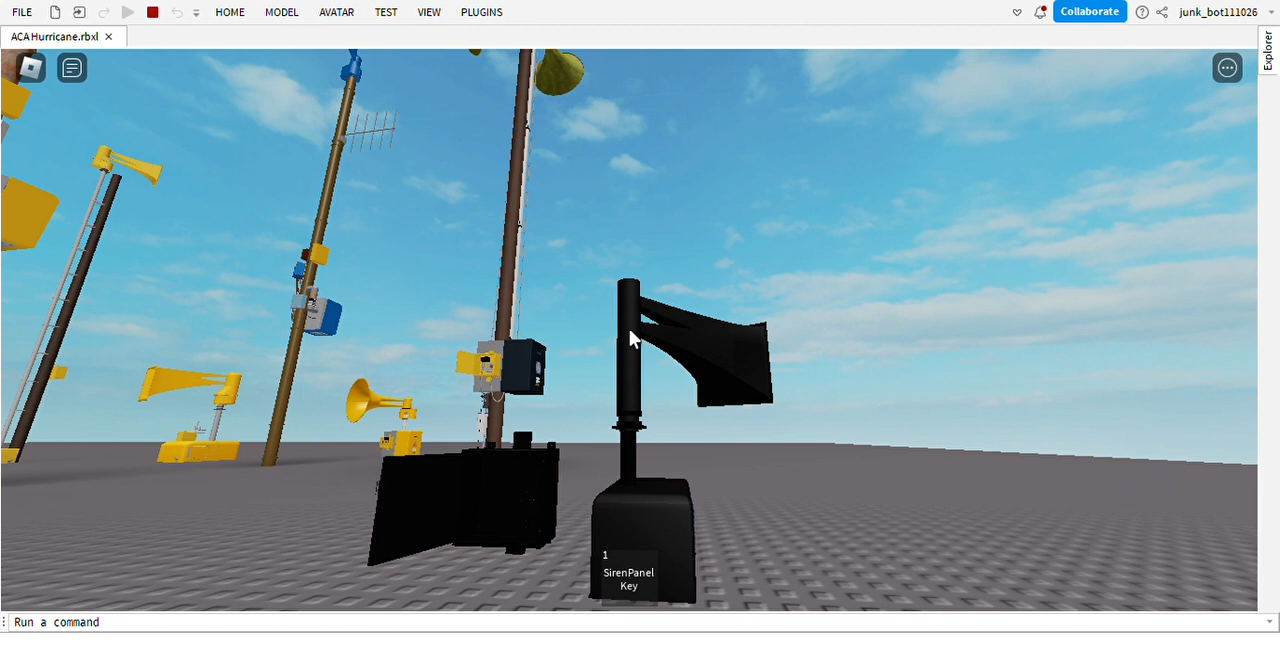 FILE HOME MODEL AVATAR TEST VIEW PLUGINS Collaborate junk_bot111026
ACAHurricane.rbxl
Explorer
1
SirenPanel
Key
Run a command